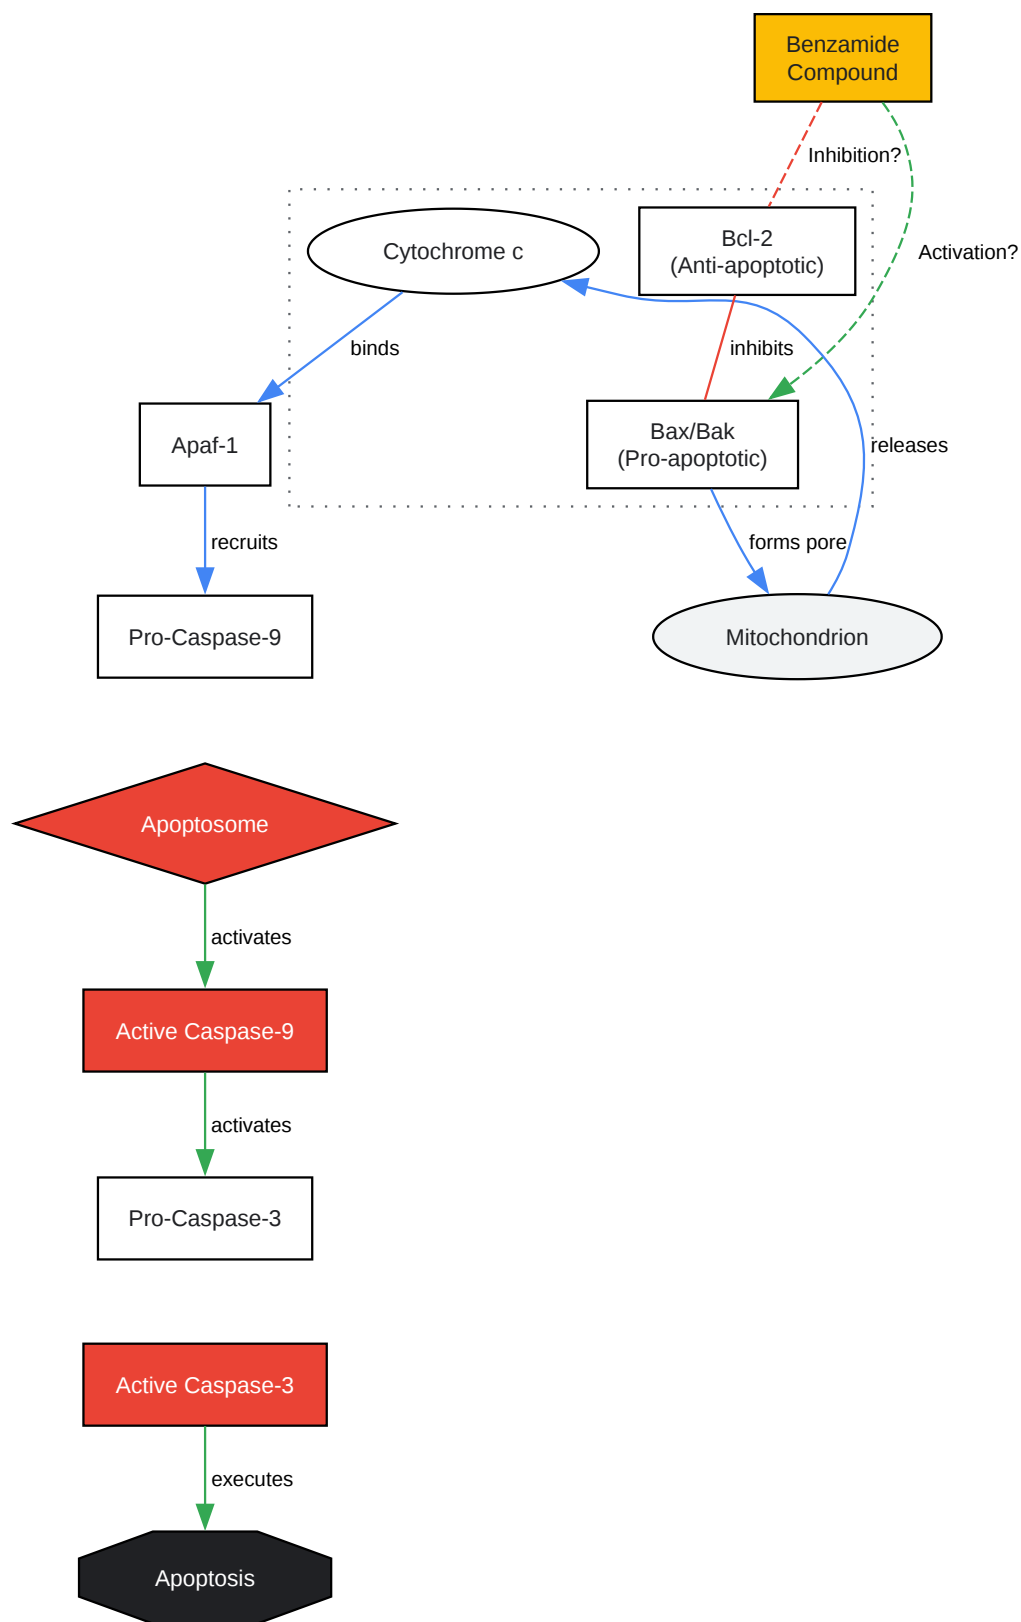 Benzamide
Compound
Inhibition?
Cytochrome c
Bcl-2
(Anti-apoptotic)
Activation?
binds
inhibits
Apaf-1
Bax/Bak
(Pro-apoptotic)
releases
recruits
forms pore
Pro-Caspase-9
Mitochondrion
Apoptosome
activates
Active Caspase-9
activates
Pro-Caspase-3
Active Caspase-3
executes
Apoptosis